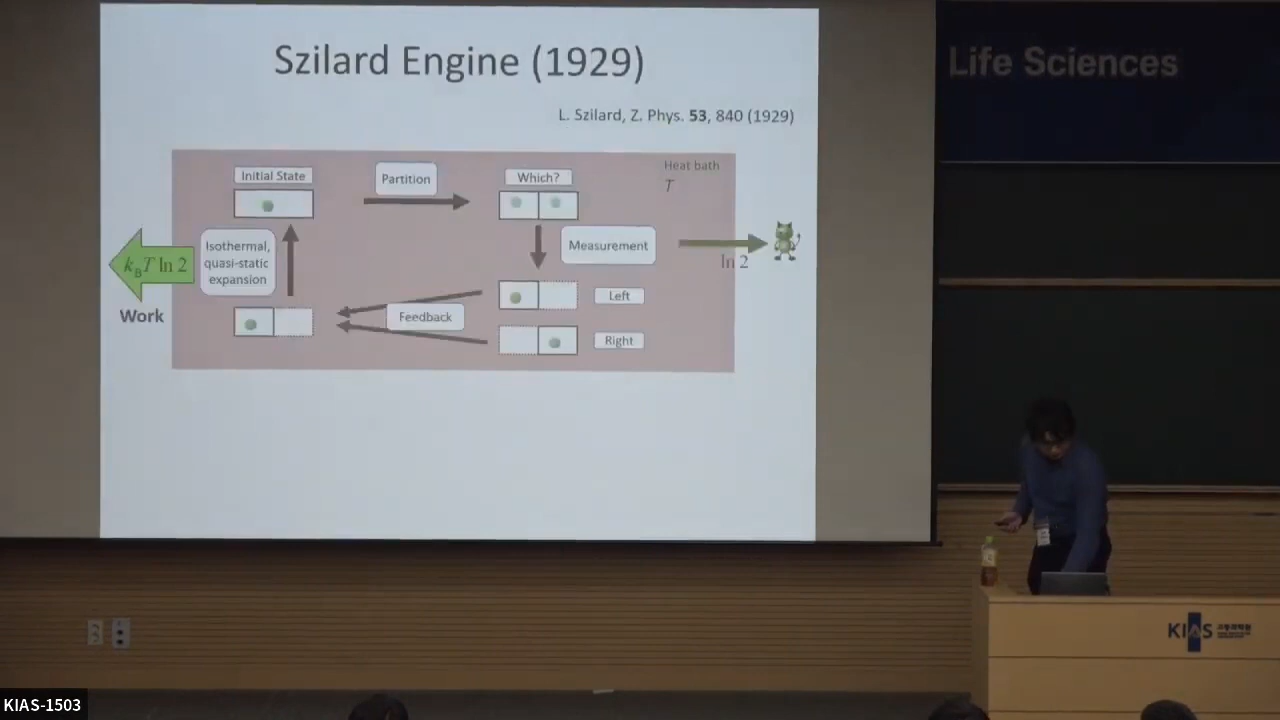 Szilard Engine (1929)
L. Szilard, Z. Phys. 53, 840 (1929)
Life Sciences
Initial State
Partition
Which?
Heat bath
T
Isothermal,
quasi-static
expansion
Measurement
k_B T ln 2
ln 2
Work
Feedback
Left
Right
KIAS
KIAS-1503